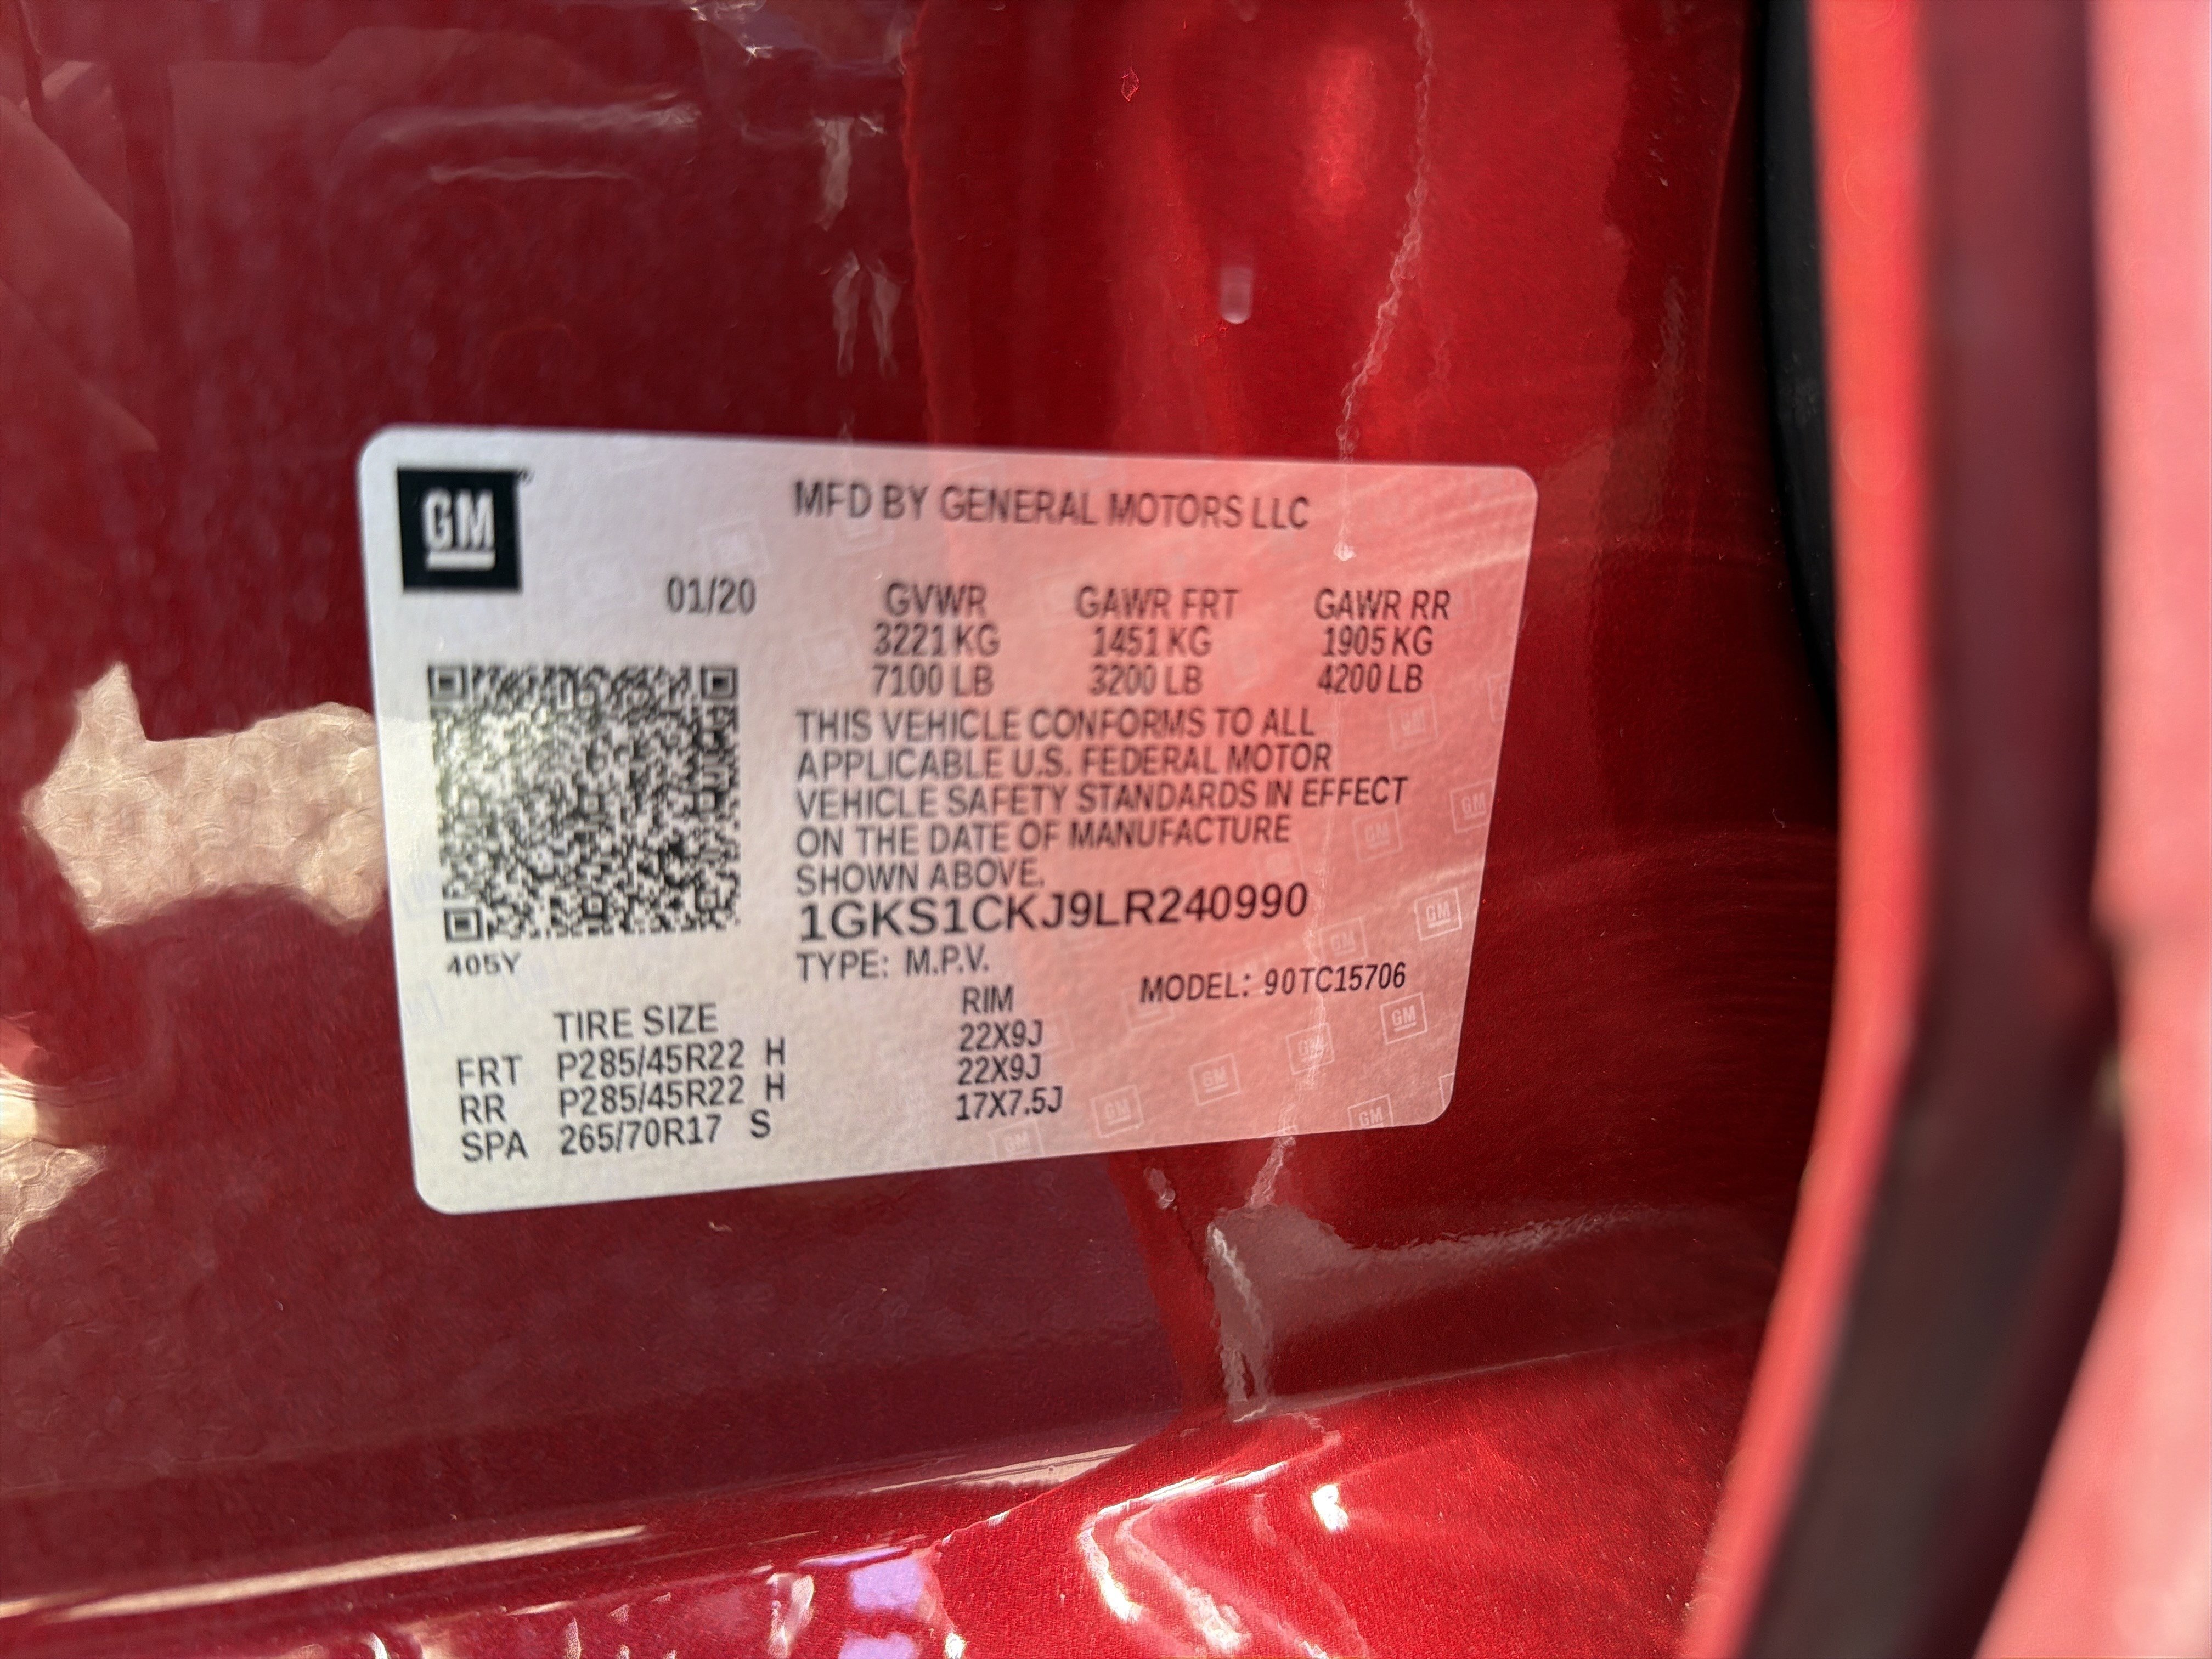 GM
MFD BY GENERAL MOTORS LLC
01/20
GVWR GAWR FRT GAWR RR
3221 KG 1451 KG 1905 KG
7100 LB 3200 LB 4200 LB
THIS VEHICLE CONFORMS TO ALL
APPLICABLE U.S. FEDERAL MOTOR
VEHICLE SAFETY STANDARDS IN EFFECT
ON THE DATE OF MANUFACTURE
SHOWN ABOVE.
1GKS1CKJ9LR240990
405Y
TYPE: M.P.V. MODEL: 90TC15706
TIRE SIZE RIM
FRT P285/45R22 H 22X9J
RR P285/45R22 H 22X9J
SPA 265/70R17 S 17X7.5J